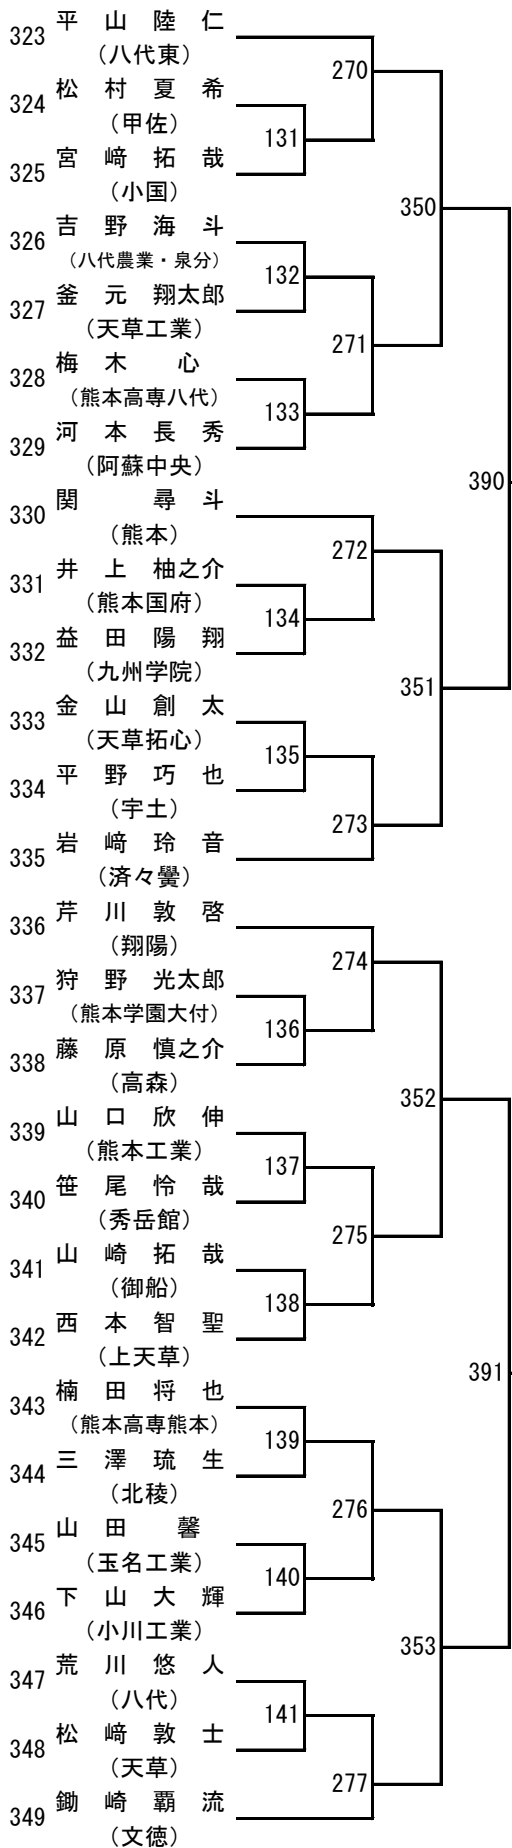 323 平 山 陸 仁
（八代東）
270
324 松 村 夏 希
（甲佐）
131
325 宮 﨑 拓 哉
（小国）
350
326 吉 野 海 斗
（八代農業・泉分）
132
327 釜 元 翔太郎
（天草工業）
271
328 梅 木 心
（熊本高専八代）
133
329 河 本 長 秀
（阿蘇中央）
390
330 関 尋 斗
（熊本）
272
331 井 上 柚之介
（熊本国府）
134
332 益 田 陽 翔
（九州学院）
351
333 金 山 創 太
（天草拓心）
135
334 平 野 巧 也
（宇土）
273
335 岩 﨑 玲 音
（済々黌）
336 芹 川 敦 啓
（翔陽）
274
337 狩 野 光太郎
（熊本学園大付）
136
338 藤 原 慎之介
（高森）
352
339 山 口 欣 伸
（熊本工業）
137
340 笹 尾 怜 哉
（秀岳館）
275
341 山 崎 拓 哉
（御船）
138
342 西 本 智 聖
（上天草）
391
343 楠 田 将 也
（熊本高専熊本）
139
344 三 澤 琉 生
（北稜）
276
345 山 田 馨
（玉名工業）
140
346 下 山 大 輝
（小川工業）
353
347 荒 川 悠 人
（八代）
141
348 松 﨑 敦 士
（天草）
277
349 鋤 崎 覇 流
（文徳）